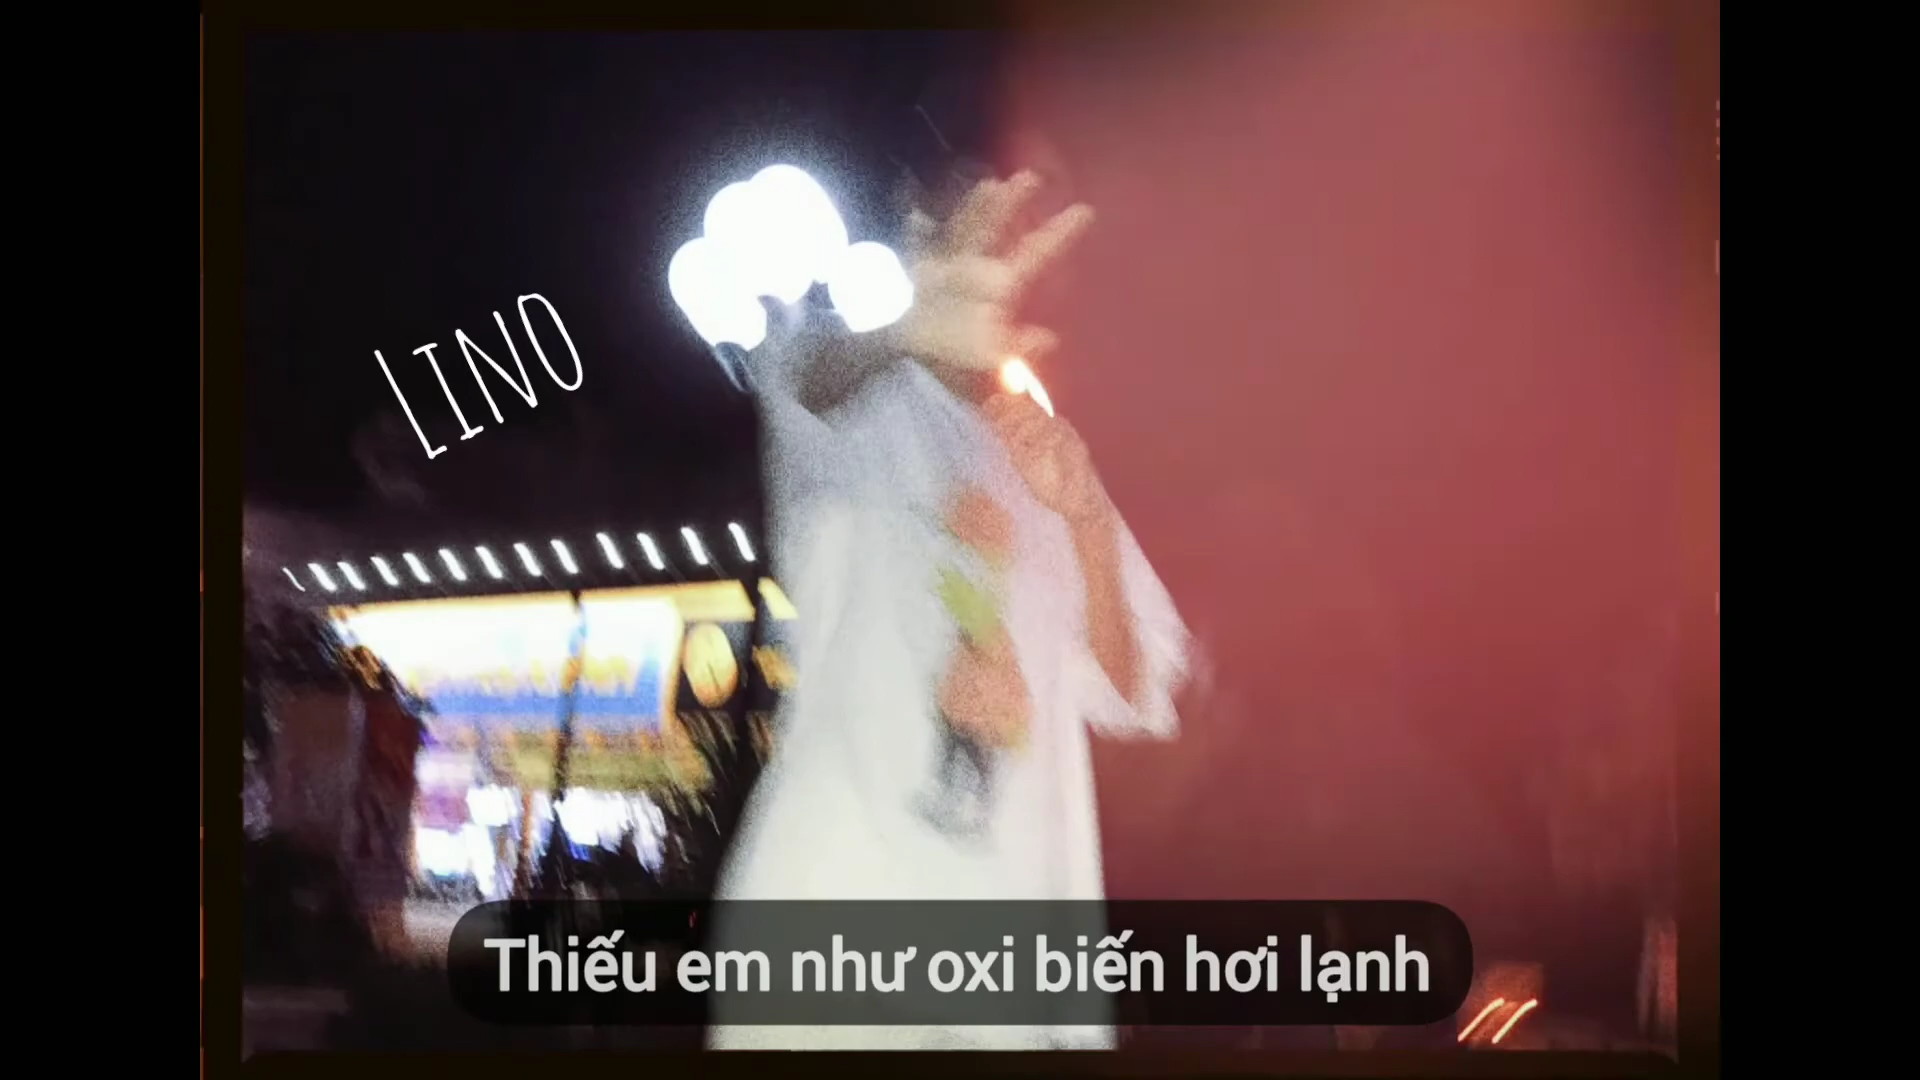 LINO
Thiếu em như oxi biến hơi lạnh